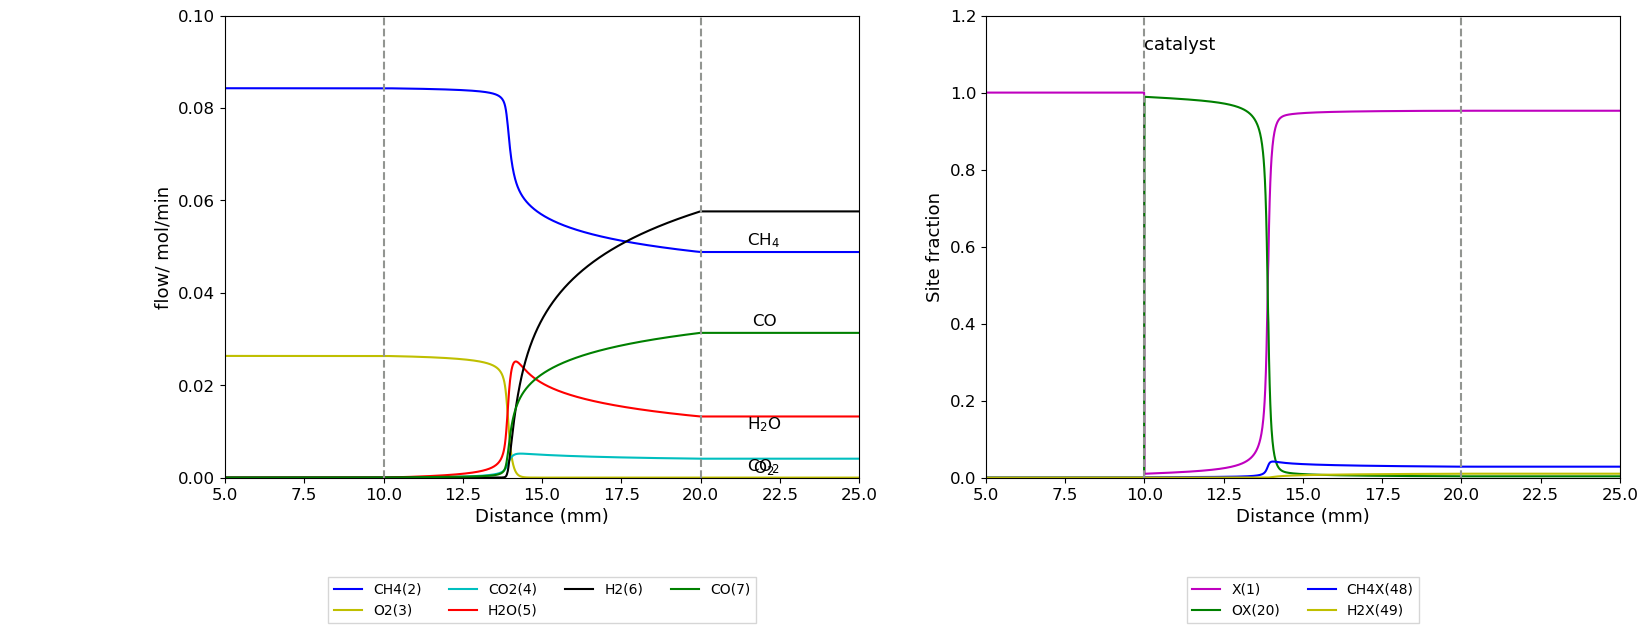 0.10
0.08
0.06
0.04
0.02
0.00
flow/ mol/min
CH4
CO
H2O
CO2
O2
5.0 7.5 10.0 12.5 15.0 17.5 20.0 22.5 25.0
Distance (mm)
CH4(2) CO2(4) H2(6) CO(7)
O2(3) H2O(5)
1.2
1.0
0.8
0.6
0.4
0.2
0.0
Site fraction
catalyst
5.0 7.5 10.0 12.5 15.0 17.5 20.0 22.5 25.0
Distance (mm)
X(1) CH4X(48)
OX(20) H2X(49)